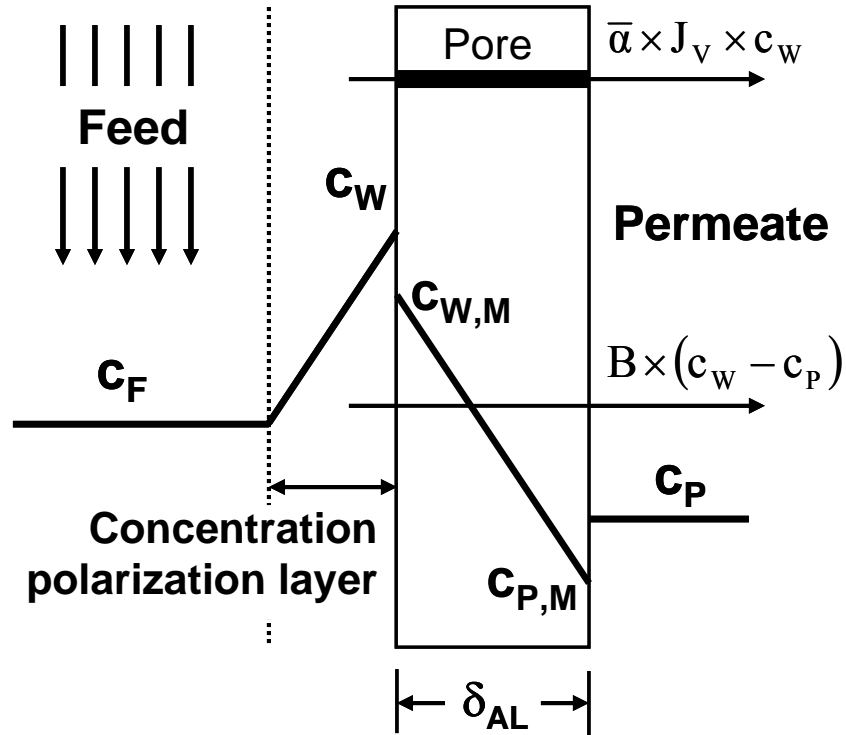 Pore
ᾱ × J_V × c_W
Feed
c_W
Permeate
c_W,M
B × (c_W − c_P)
c_F
c_P
Concentration
polarization layer
c_P,M
δ_AL